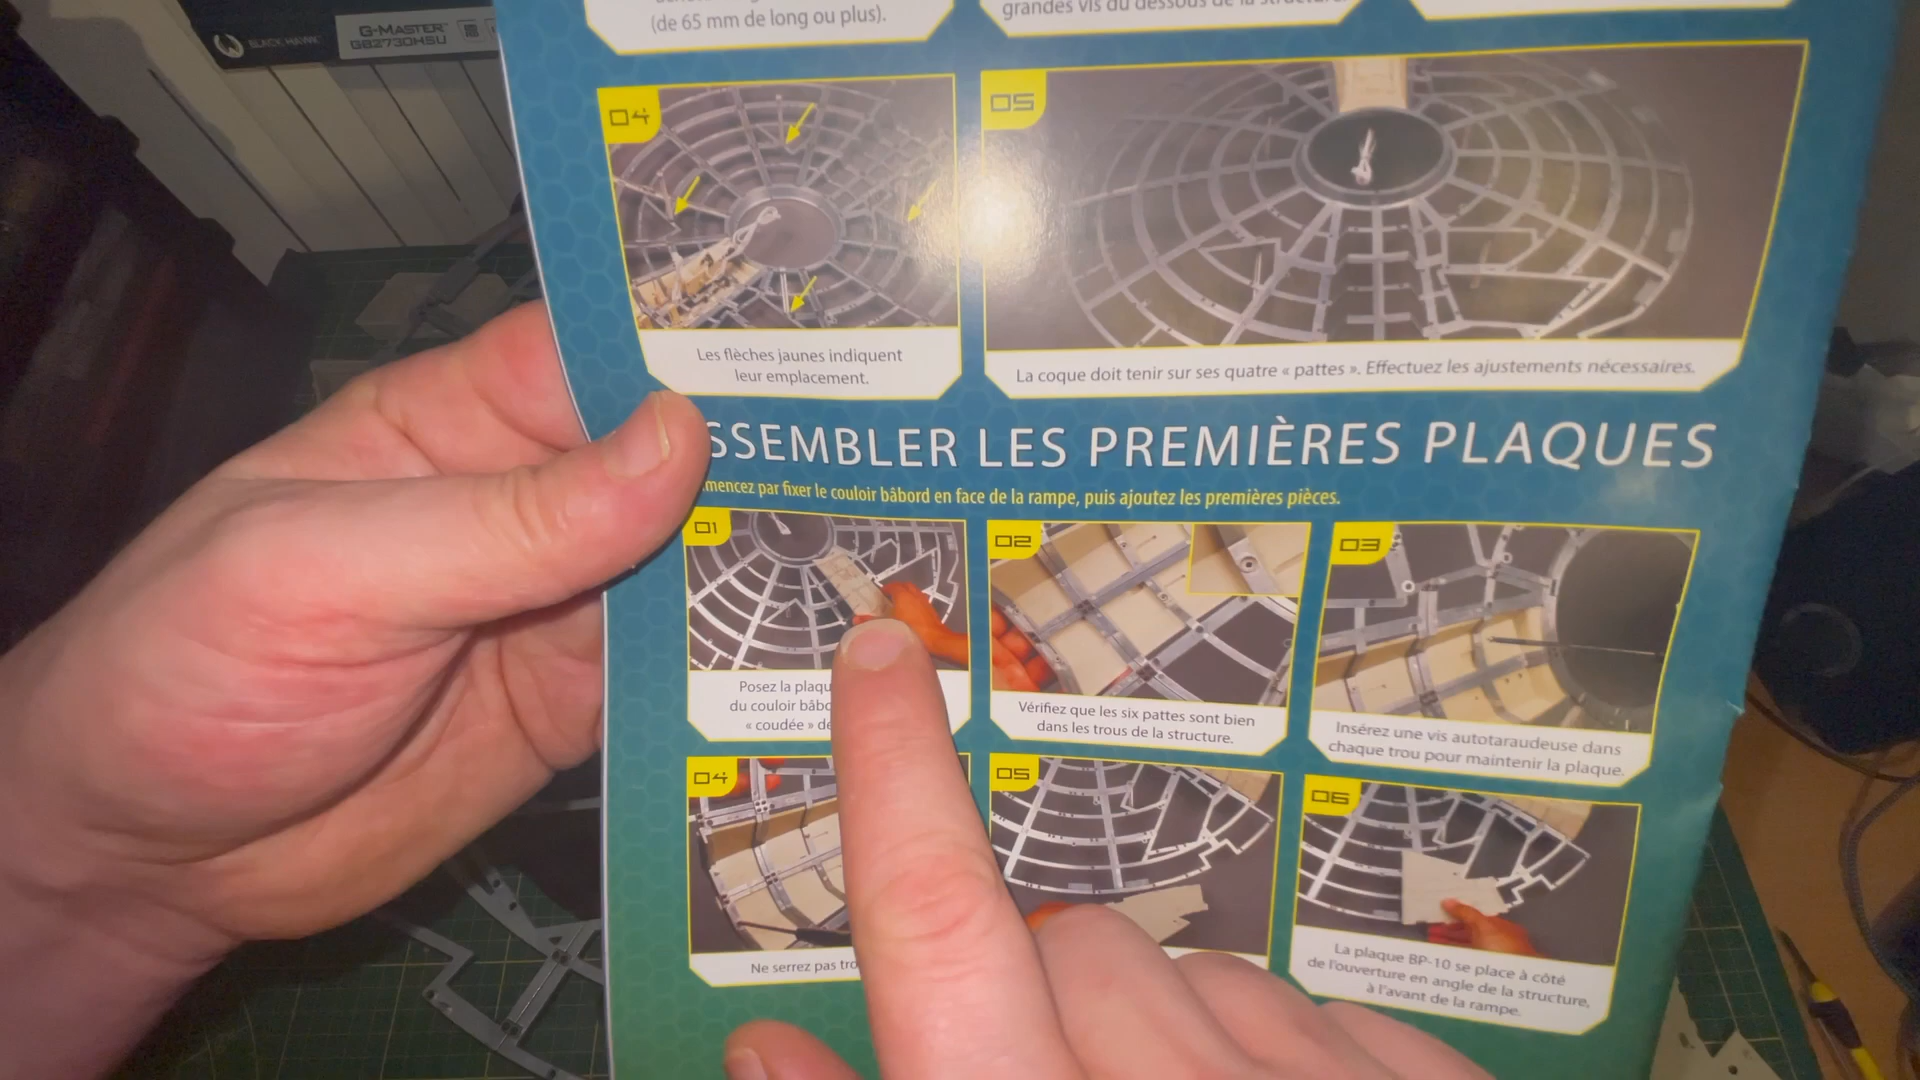 G-MASTER
BLACK HAWK
GB2730HSU
(de 65 mm de long ou plus).
grandes vis du dessous de la
04
05
Les flèches jaunes indiquent
leur emplacement.
La coque doit tenir sur ses quatre « pattes ». Effectuez les ajustements nécessaires.
SSEMBLER LES PREMIÈRES PLAQUES
mencez par fixer le couloir bâbord en face de la rampe, puis ajoutez les premières pièces.
01
02
03
Posez la plaqu
du couloir bâbo
« coudée » de
Vérifiez que les six pattes sont bien
dans les trous de la structure.
Insérez une vis autotaraudeuse dans
chaque trou pour maintenir la plaque.
04
05
06
Ne serrez pas tro
La plaque BP-10 se place à côté
de l'ouverture en angle de la structure,
à l'avant de la rampe.